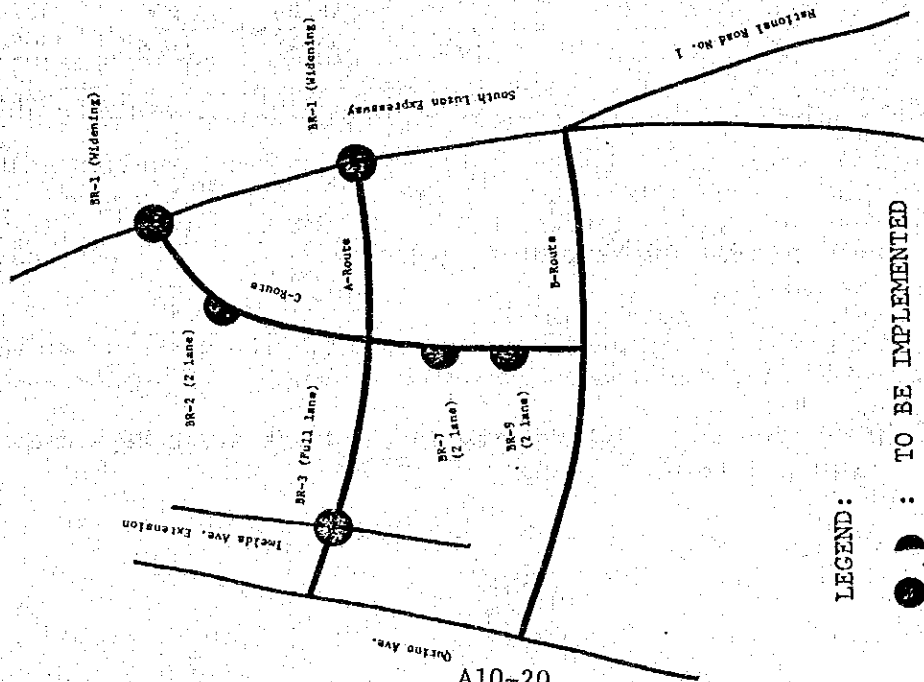 BR-1 (Widening)
BR-1 (Widening)
South Luzon Expressway
National Road No. 1
C-Route
A-Route
B-Route
BR-2 (2 lane)
BR-3 (Full lane)
BR-7
(2 lane)
BR-9
(2 lane)
Imelda Ave. Extension
Quirino Ave.
LEGEND:
: TO BE IMPLEMENTED
A10-20